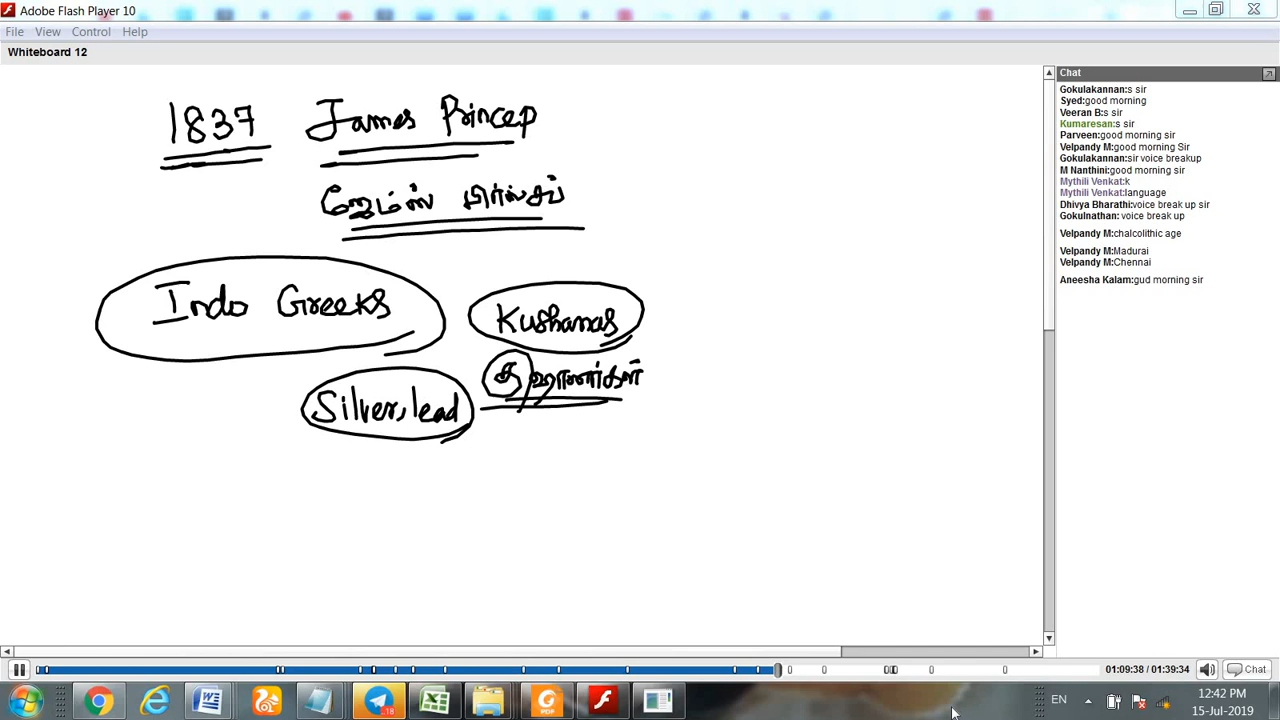 Adobe Flash Player 10
File View Control Help
Whiteboard 12
1837 James Princep
ஜேம்ஸ் பிரின்சப்
Indo Greeks
Kushanas
குஷாணர்கள்
Silver, lead
Chat
Gokulakannan:s sir
Syed:good morning
Veeran B:s sir
Kumaresan:s sir
Parveen:good morning sir
Velpandy M:good morning Sir
Gokulakannan:sir voice breakup
M Nanthini:good morning sir
Mythili Venkat:k
Mythili Venkat:language
Dhivya Bharathi:voice break up sir
Gokulnathan: voice break up
Velpandy M:chalcolithic age
Velpandy M:Madurai
Velpandy M:Chennai
Aneesha Kalam:gud morning sir
01:09:38 / 01:39:34 Chat
EN 12:42 PM
15-Jul-2019